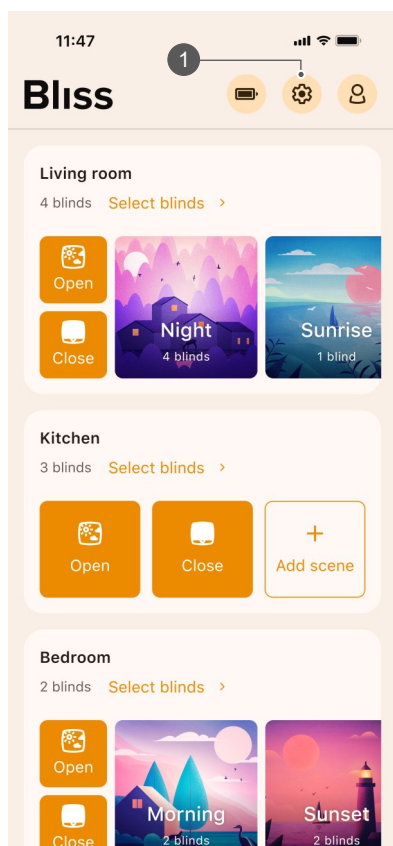 11:47
1
Blıss
Living room
4 blinds Select blinds >
Open
Close
Night
4 blinds
Sunrise
1 blind
Kitchen
3 blinds Select blinds >
Open
Close
+
Add scene
Bedroom
2 blinds Select blinds >
Open
Close
Morning
2 blinds
Sunset
2 blinds